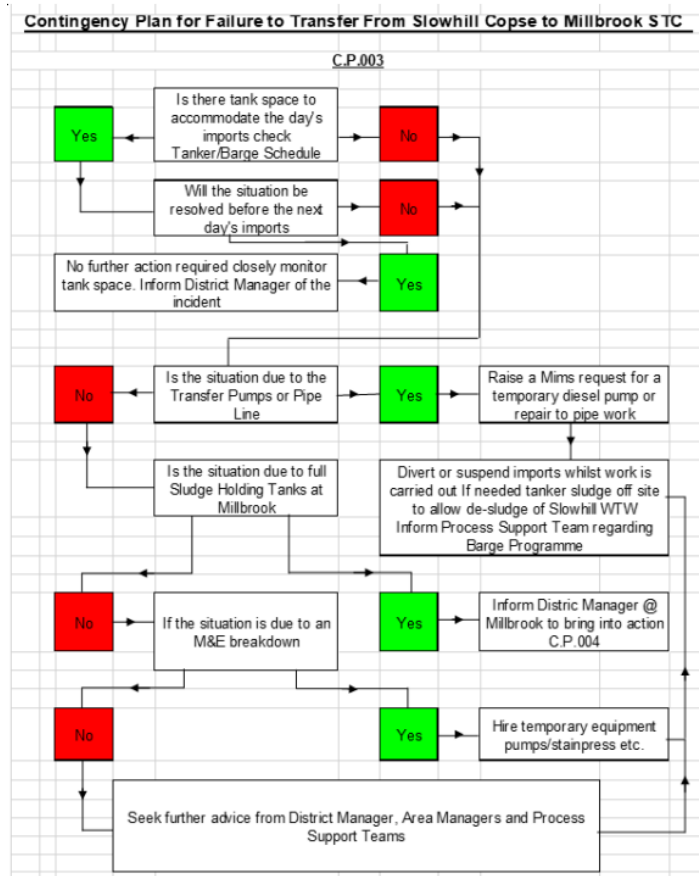 Contingency Plan for Failure to Transfer From Slowhill Copse to Millbrook STC
C.P.003
Is there tank space to
accommodate the day's
imports check
Tanker/Barge Schedule
Yes
No
Will the situation be
resolved before the next
day's imports
No
No further action required closely monitor
tank space. Inform District Manager of the
incident
Yes
No
Is the situation due to the
Transfer Pumps or Pipe
Line
Yes
Raise a Mims request for a
temporary diesel pump or
repair to pipe work
Is the situation due to full
Sludge Holding Tanks at
Millbrook
Divert or suspend imports whilst work is
carried out If needed tanker sludge off site
to allow de-sludge of Slowhill WTW
Inform Process Support Team regarding
Barge Programme
No
If the situation is due to an
M&E breakdown
Yes
Inform Distric Manager @
Millbrook to bring into action
C.P.004
No
Yes
Hire temporary equipment
pumps/stainpress etc.
Seek further advice from District Manager, Area Managers and Process
Support Teams